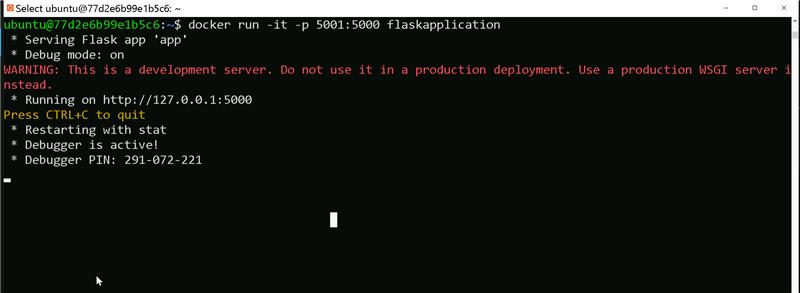 Select ubuntu@77d2e6b99e1b5c6: ~
ubuntu@77d2e6b99e1b5c6:~$ docker run -it -p 5001:5000 flaskapplication
 * Serving Flask app 'app'
 * Debug mode: on
WARNING: This is a development server. Do not use it in a production deployment. Use a production WSGI server i
nstead.
 * Running on http://127.0.0.1:5000
Press CTRL+C to quit
 * Restarting with stat
 * Debugger is active!
 * Debugger PIN: 291-072-221